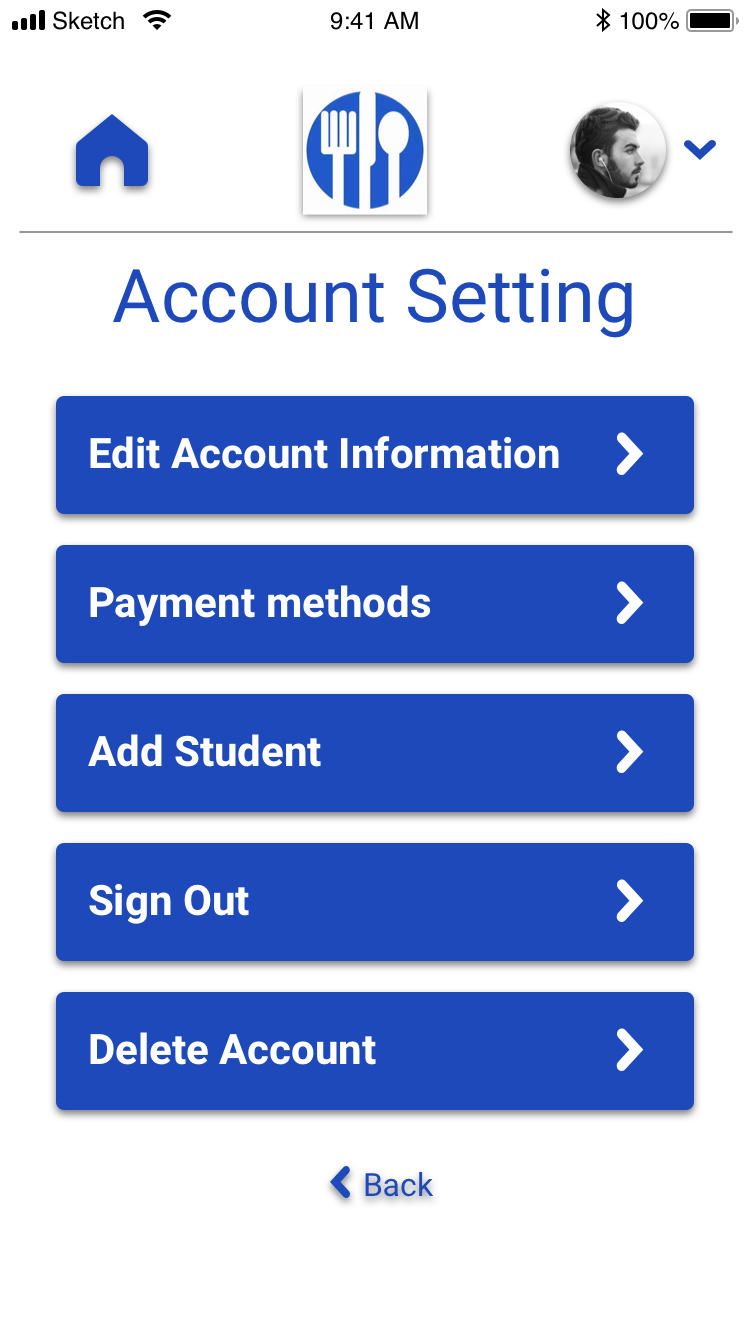 Sketch 9:41 AM 100%
Account Setting
Edit Account Information
Payment methods
Add Student
Sign Out
Delete Account
Back